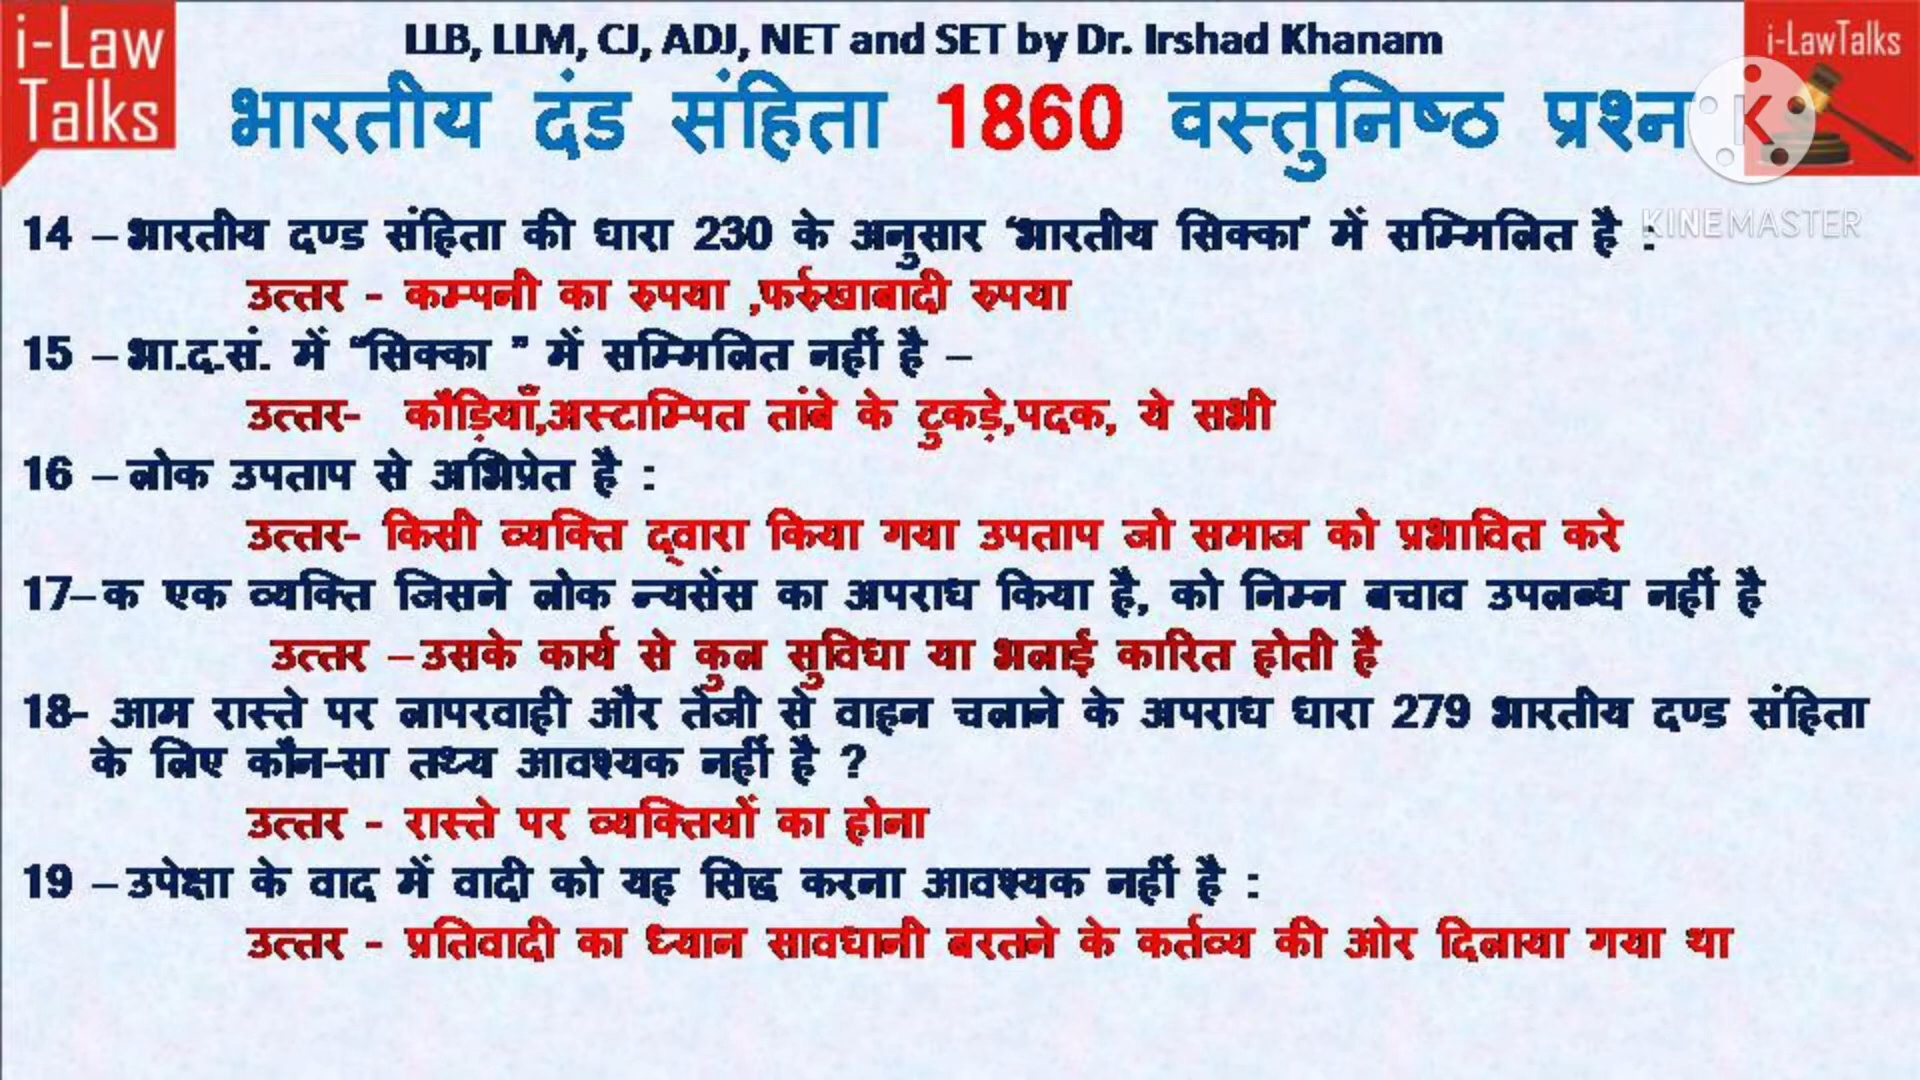 i-Law
Talks
LLB, LLM, CJ, ADJ, NET and SET by Dr. Irshad Khanam
i-LawTalks
भारतीय दंड संहिता 1860 वस्तुनिष्ठ प्रश्न
K
KINEMASTER
14 –भारतीय दण्ड संहिता की धारा 230 के अनुसार ‘भारतीय सिक्का’ में सम्मिलित है :
उत्तर - कम्पनी का रुपया ,फर्रुखाबादी रुपया
15 –भा.द.सं. में “सिक्का ” में सम्मिलित नहीं है –
उत्तर- कौड़ियाँ,अस्टाम्पित तांबे के टुकड़े,पदक, ये सभी
16 –लोक उपताप से अभिप्रेत है :
उत्तर- किसी व्यक्ति द्वारा किया गया उपताप जो समाज को प्रभावित करे
17–क एक व्यक्ति जिसने लोक न्यसेंस का अपराध किया है, को निम्न बचाव उपलब्ध नहीं है
उत्तर –उसके कार्य से कुल सुविधा या भलाई कारित होती है
18- आम रास्ते पर लापरवाही और तेजी से वाहन चलाने के अपराध धारा 279 भारतीय दण्ड संहिता
के लिए कौन-सा तथ्य आवश्यक नहीं है ?
उत्तर - रास्ते पर व्यक्तियों का होना
19 –उपेक्षा के वाद में वादी को यह सिद्ध करना आवश्यक नहीं है :
उत्तर - प्रतिवादी का ध्यान सावधानी बरतने के कर्तव्य की ओर दिलाया गया था